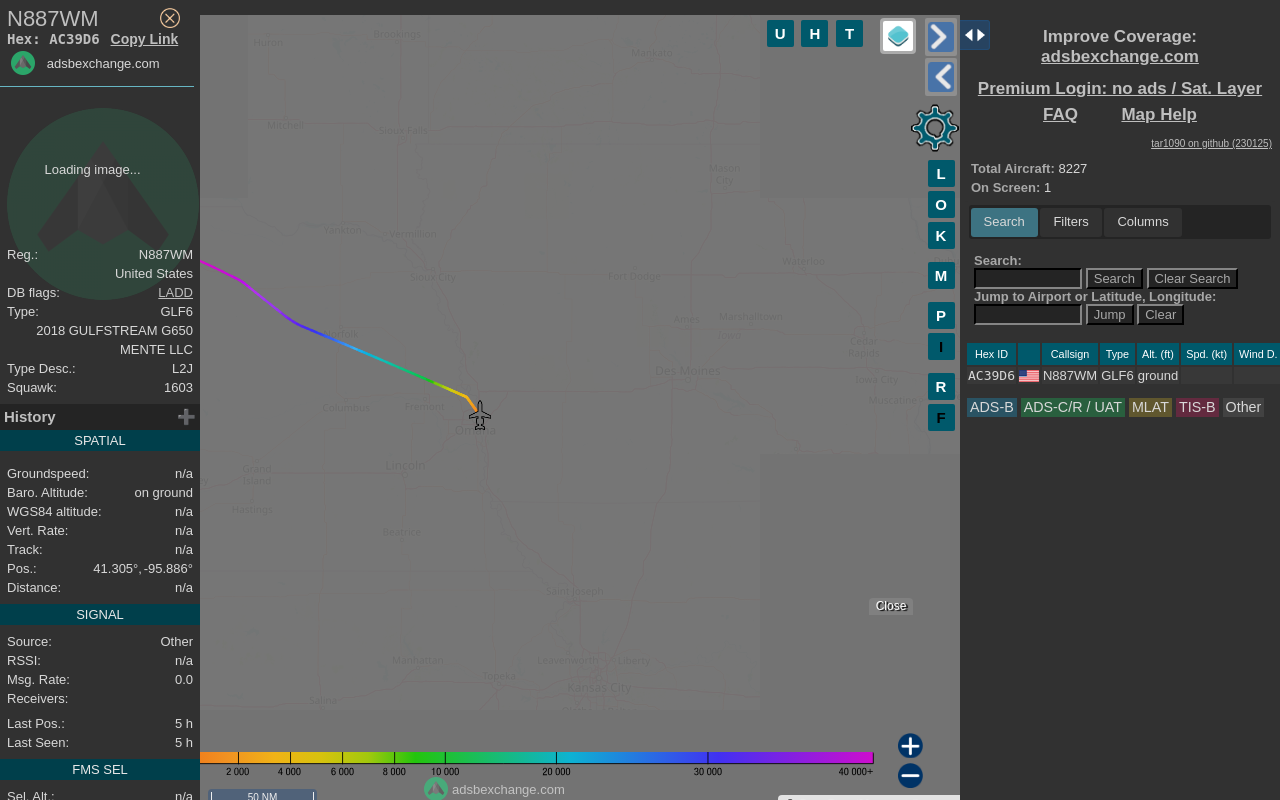 N887WM
Hex: AC39D6 Copy Link
adsbexchange.com
Loading image...
Reg.: N887WM
United States
DB flags: LADD
Type: GLF6
2018 GULFSTREAM G650
MENTE LLC
Type Desc.: L2J
Squawk: 1603
History
SPATIAL
Groundspeed: n/a
Baro. Altitude: on ground
WGS84 altitude: n/a
Vert. Rate: n/a
Track: n/a
Pos.: 41.305°, -95.886°
Distance: n/a
SIGNAL
Source: Other
RSSI: n/a
Msg. Rate: 0.0
Receivers:
Last Pos.: 5 h
Last Seen: 5 h
FMS SEL
Sel. Alt.: n/a
U H T
L
O
K
M
P
I
R
F
Huron
Brookings
Mankato
Mitchell
Sioux Falls
Mason City
Yankton
Vermillion
Sioux City
Fort Dodge
Waterloo
Norfolk
Ames
Marshalltown
Cedar Rapids
Des Moines
Iowa City
Muscatine
Columbus
Fremont
Omaha
Lincoln
Grand Island
Hastings
Beatrice
Saint Joseph
Manhattan
Leavenworth
Liberty
Topeka
Kansas City
Salina
Close
2 000 4 000 6 000 8 000 10 000 20 000 30 000 40 000+
50 NM
adsbexchange.com
Improve Coverage:
adsbexchange.com
Premium Login: no ads / Sat. Layer
FAQ Map Help
tar1090 on github (230125)
Total Aircraft: 8227
On Screen: 1
Search Filters Columns
Search:
Search Clear Search
Jump to Airport or Latitude, Longitude:
Jump Clear
Hex ID Callsign Type Alt. (ft) Spd. (kt) Wind D.
AC39D6 N887WM GLF6 ground
ADS-B ADS-C/R / UAT MLAT TIS-B Other